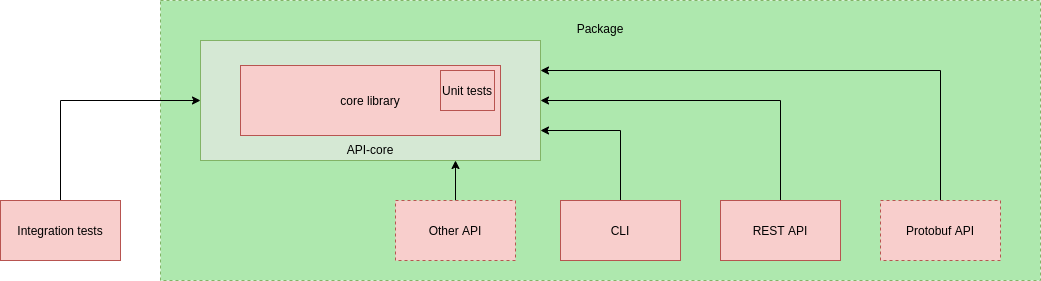 Package
Unit tests
core library
API-core
Integration tests
Other API
CLI
REST API
Protobuf API